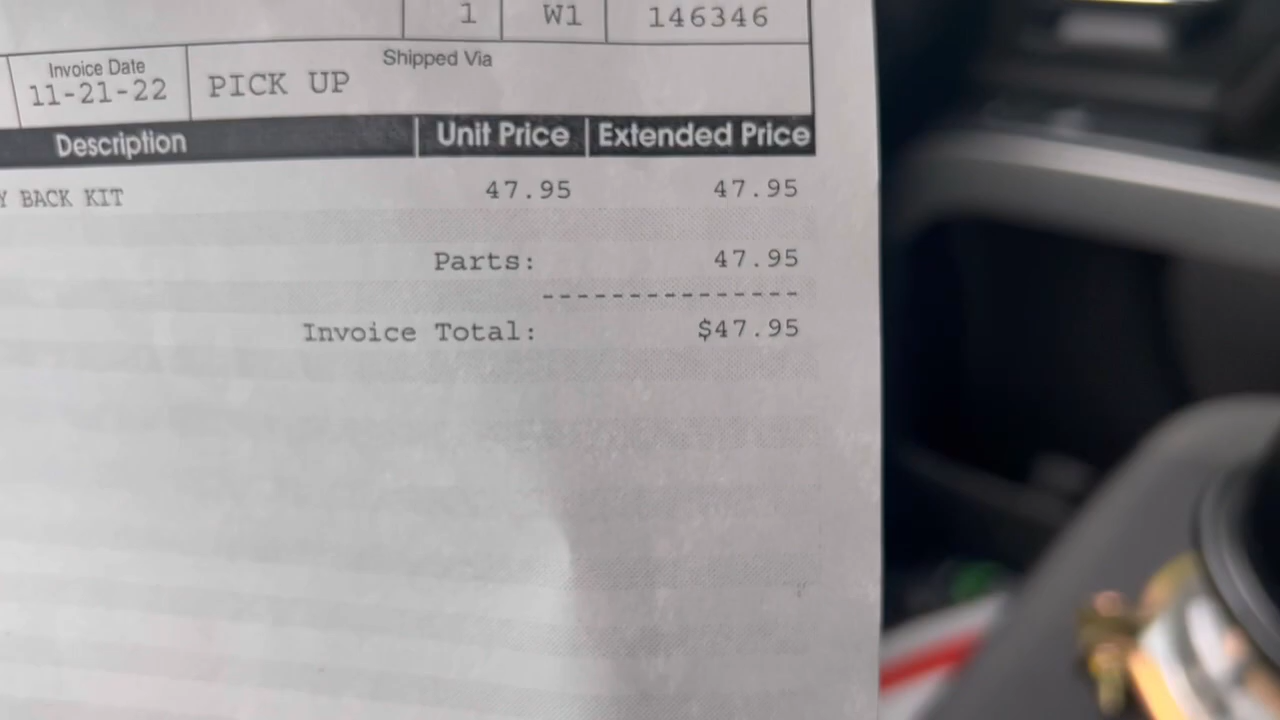 1 W1 146346
Invoice Date Shipped Via
11-21-22 PICK UP
Description Unit Price Extended Price
BACK KIT 47.95 47.95
Parts: 47.95
---------------
Invoice Total: $47.95